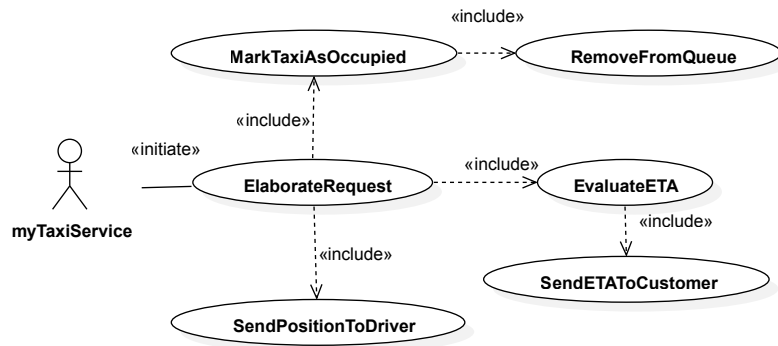 «include»
MarkTaxiAsOccupied
RemoveFromQueue
«include»
«initiate»
«include»
ElaborateRequest
EvaluateETA
myTaxiService
«include»
«include»
SendETAToCustomer
SendPositionToDriver